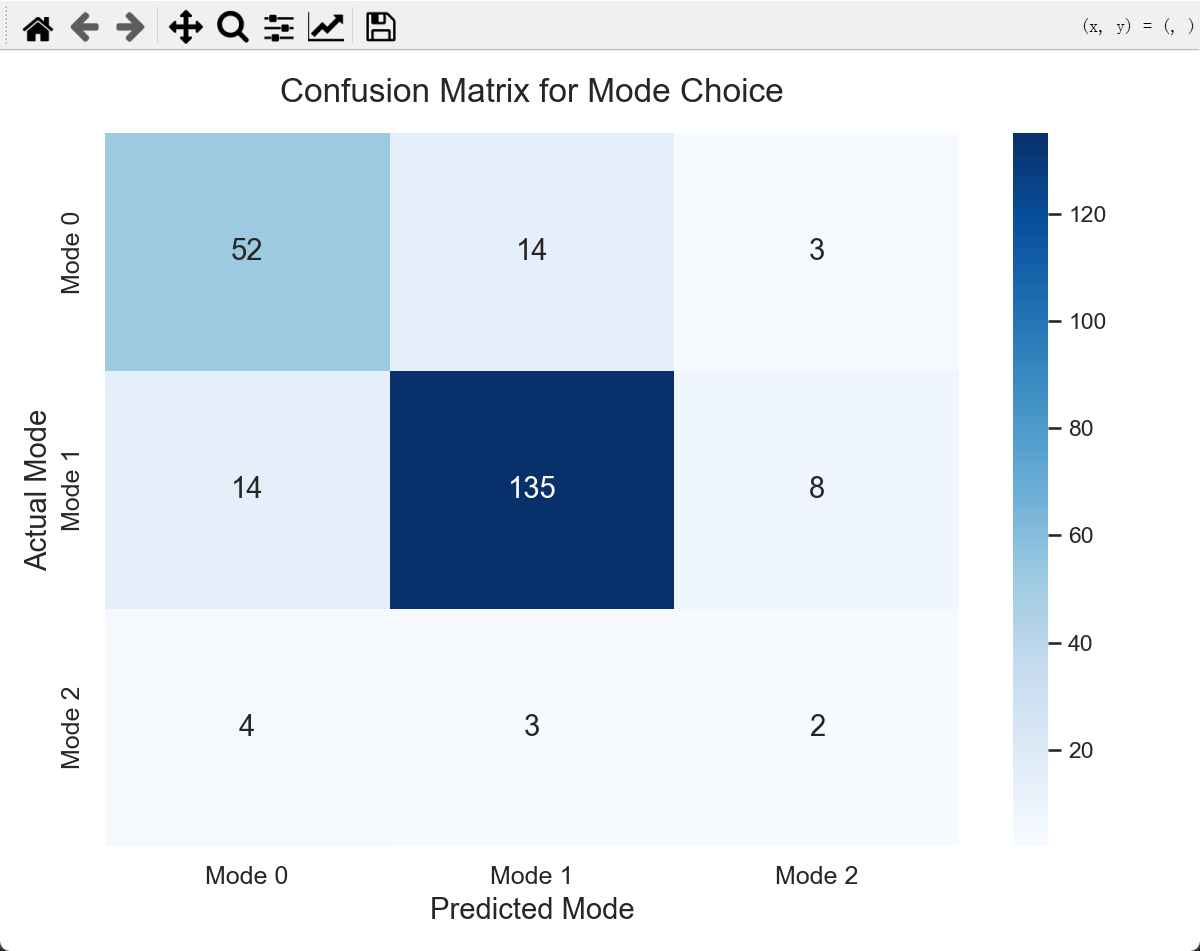 (x, y) = (, )
Confusion Matrix for Mode Choice
Actual Mode
Mode 0
52 14 3
Mode 1
14 135 8
Mode 2
4 3 2
Mode 0 Mode 1 Mode 2
Predicted Mode
120
100
80
60
40
20